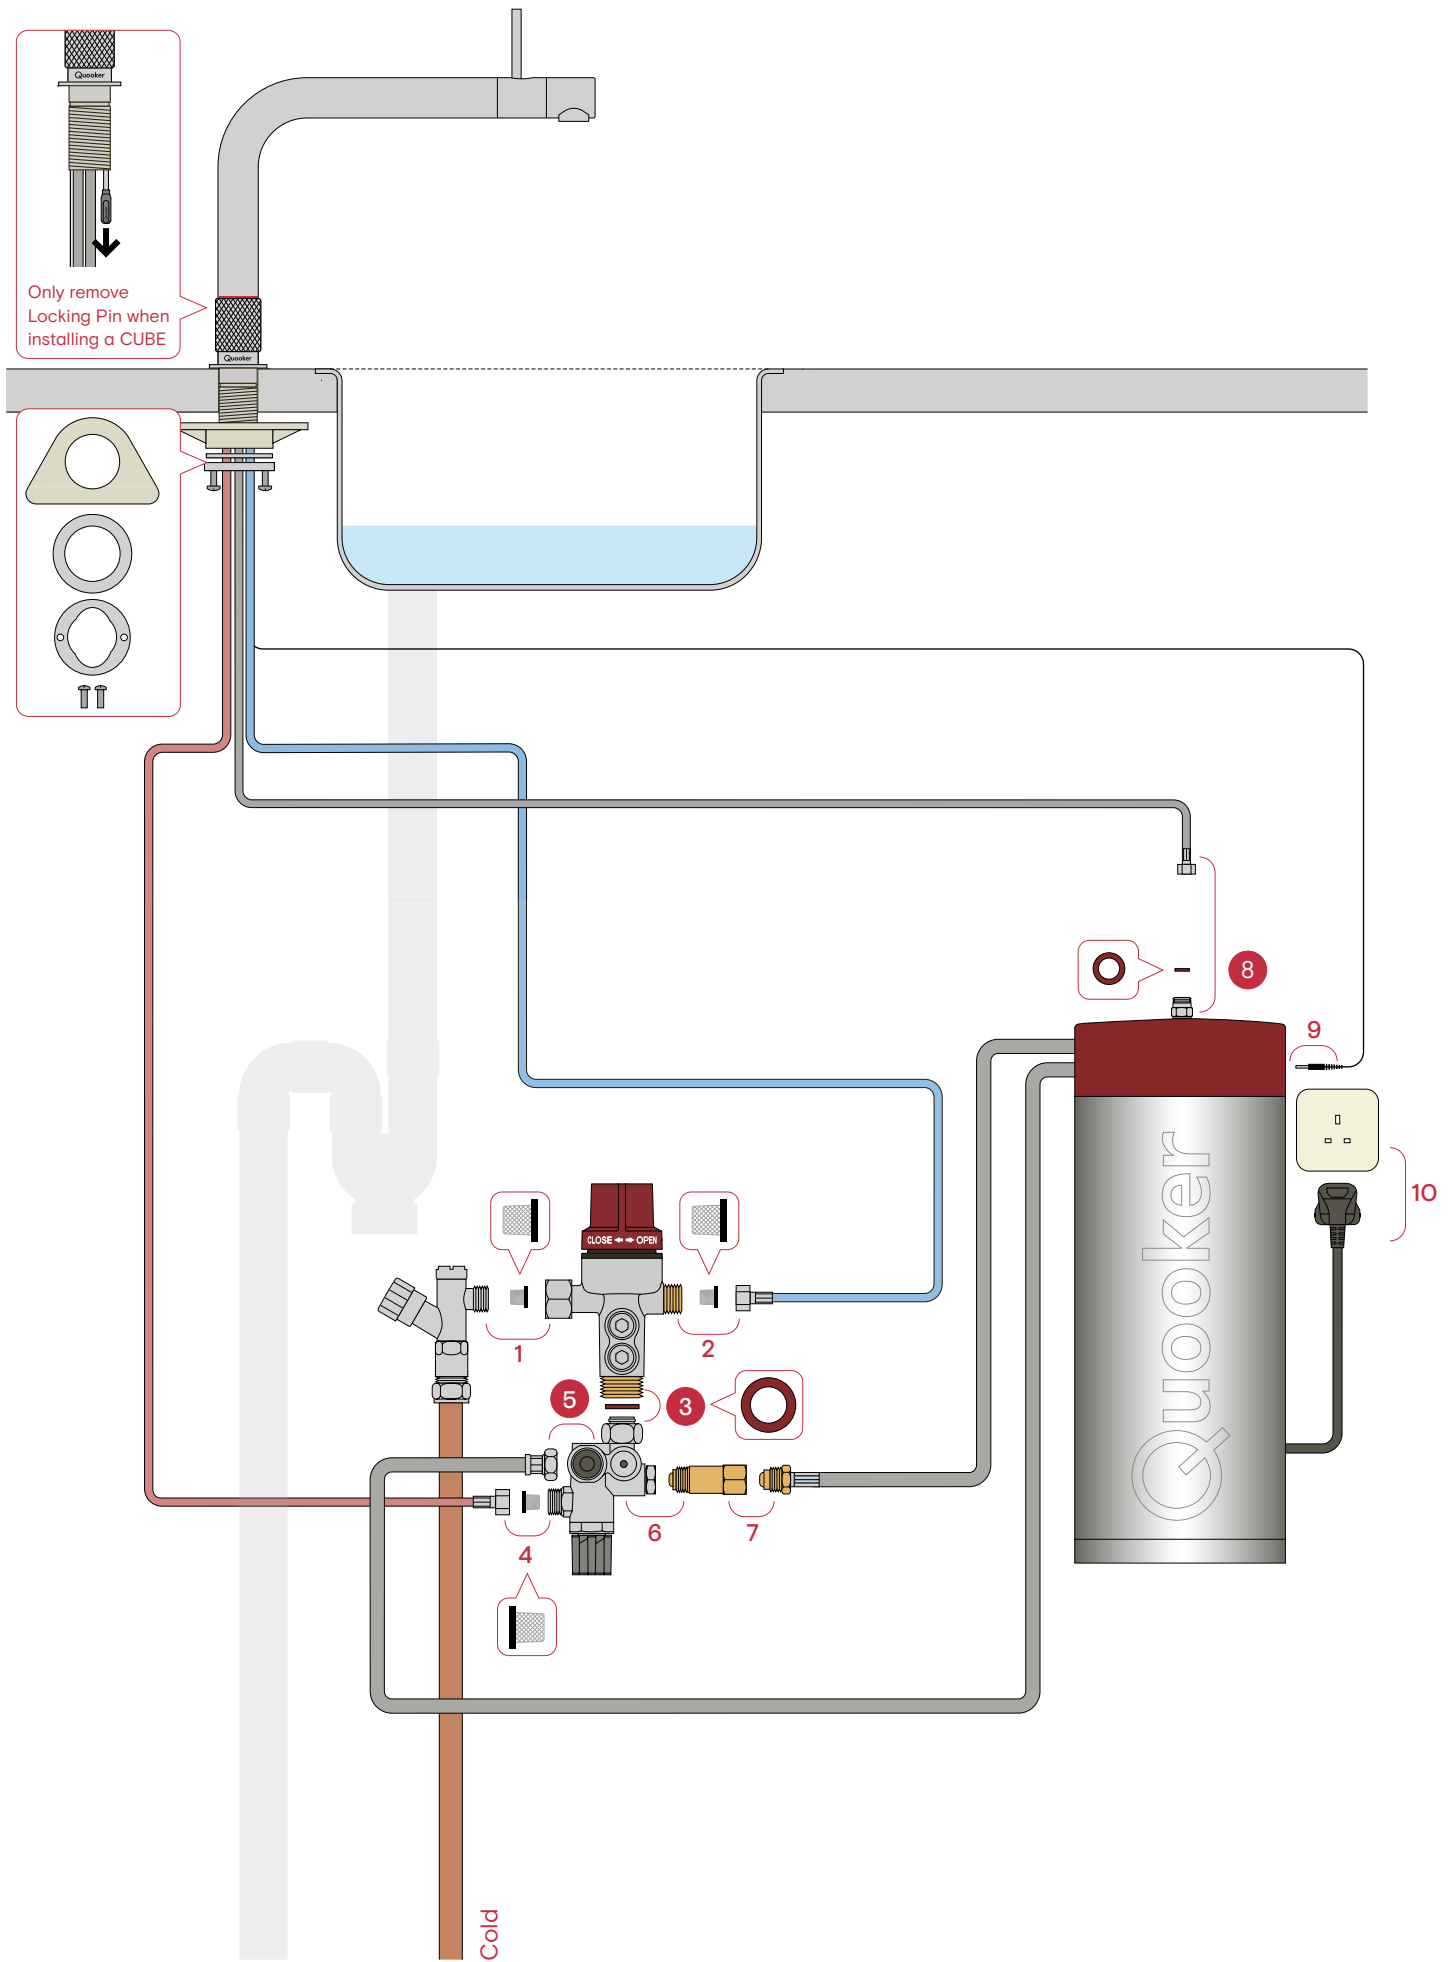 Quooker
Only remove
Locking Pin when
installing a CUBE
Quooker
8
9
10
CLOSE ⬅ ➡ OPEN
1
2
5
3
6
7
4
Quooker
Cold